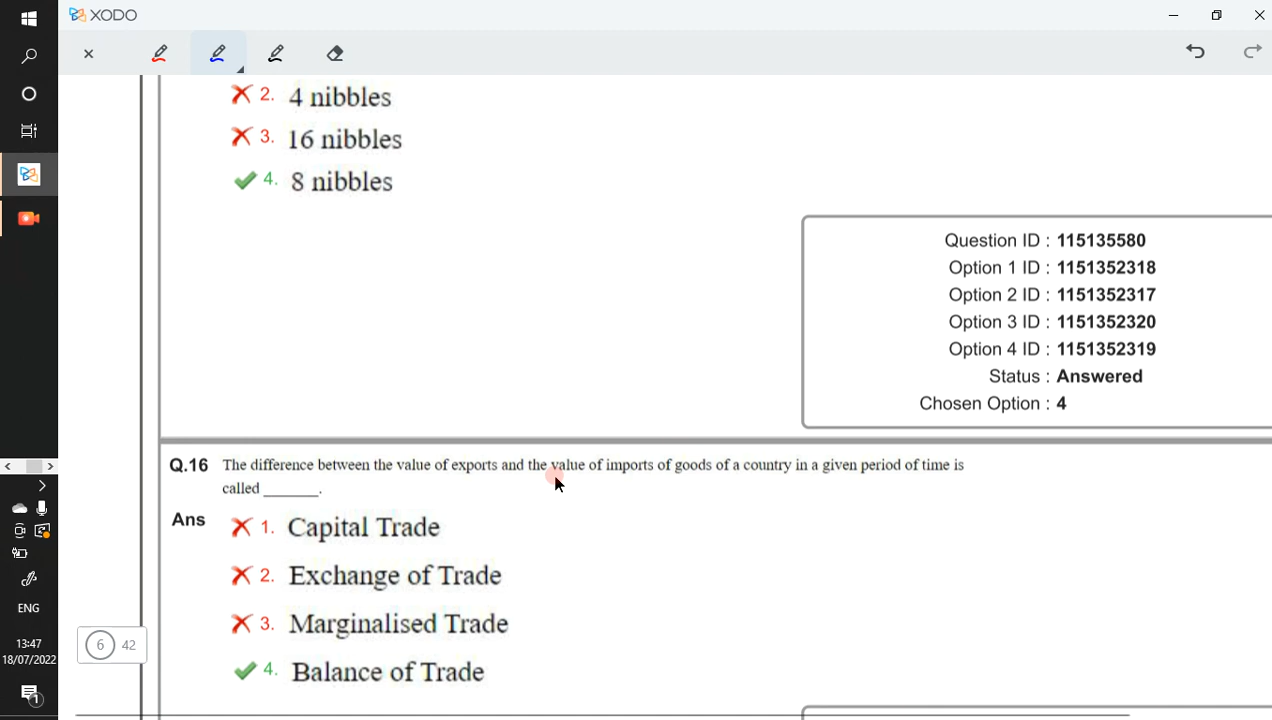 XODO
2. 4 nibbles
3. 16 nibbles
4. 8 nibbles
Question ID : 115135580
Option 1 ID : 1151352318
Option 2 ID : 1151352317
Option 3 ID : 1151352320
Option 4 ID : 1151352319
Status : Answered
Chosen Option : 4
Q.16 The difference between the value of exports and the value of imports of goods of a country in a given period of time is
called _______.
Ans 1. Capital Trade
2. Exchange of Trade
3. Marginalised Trade
4. Balance of Trade
6 42
ENG
13:47
18/07/2022
1